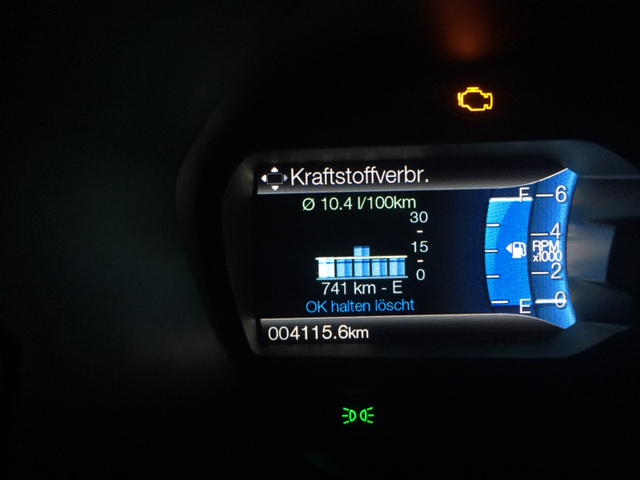 Kraftstoffverbr.
Ø 10.4 l/100km
30
15
0
741 km - E
OK halten löscht
004115.6km
F
E
6
4
RPM
x1000
2
0